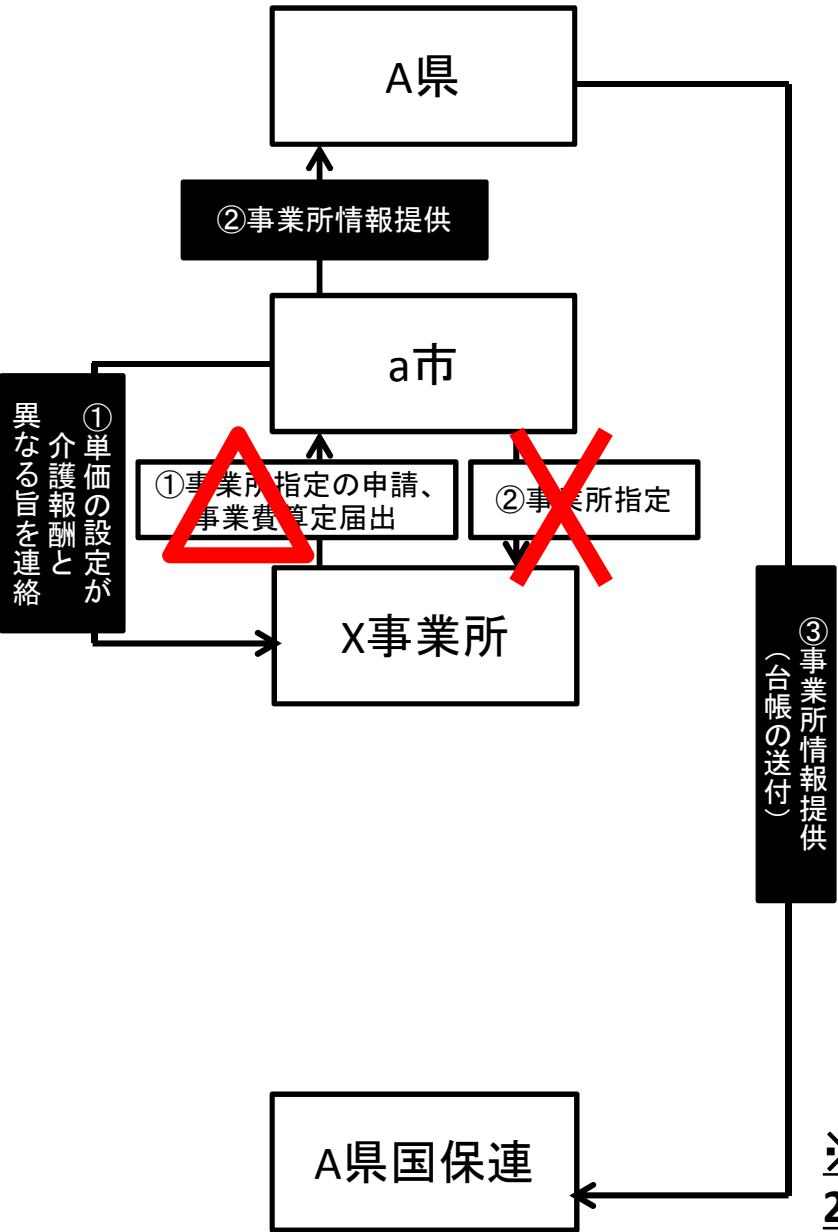 A県
②事業所情報提供
a市
①単価の設定が
介護報酬と
異なる旨を連絡
①事業所指定の申請、
事業費算定届出
②事業所指定
X事業所
③事業所情報提供
（台帳の送付）
A県国保連
※
2